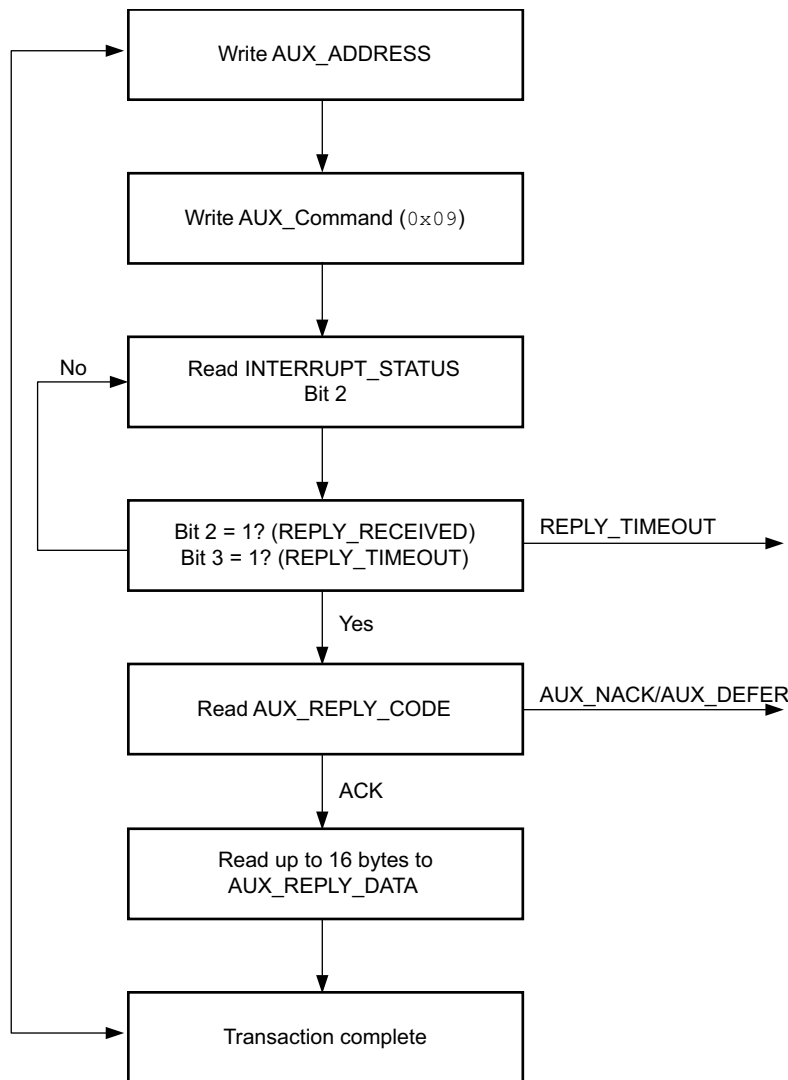 Write AUX_ADDRESS
Write AUX_Command (0x09)
No
Read INTERRUPT_STATUS
Bit 2
Bit 2 = 1? (REPLY_RECEIVED)
Bit 3 = 1? (REPLY_TIMEOUT)
REPLY_TIMEOUT
Yes
Read AUX_REPLY_CODE
AUX_NACK/AUX_DEFER
ACK
Read up to 16 bytes to
AUX_REPLY_DATA
Transaction complete